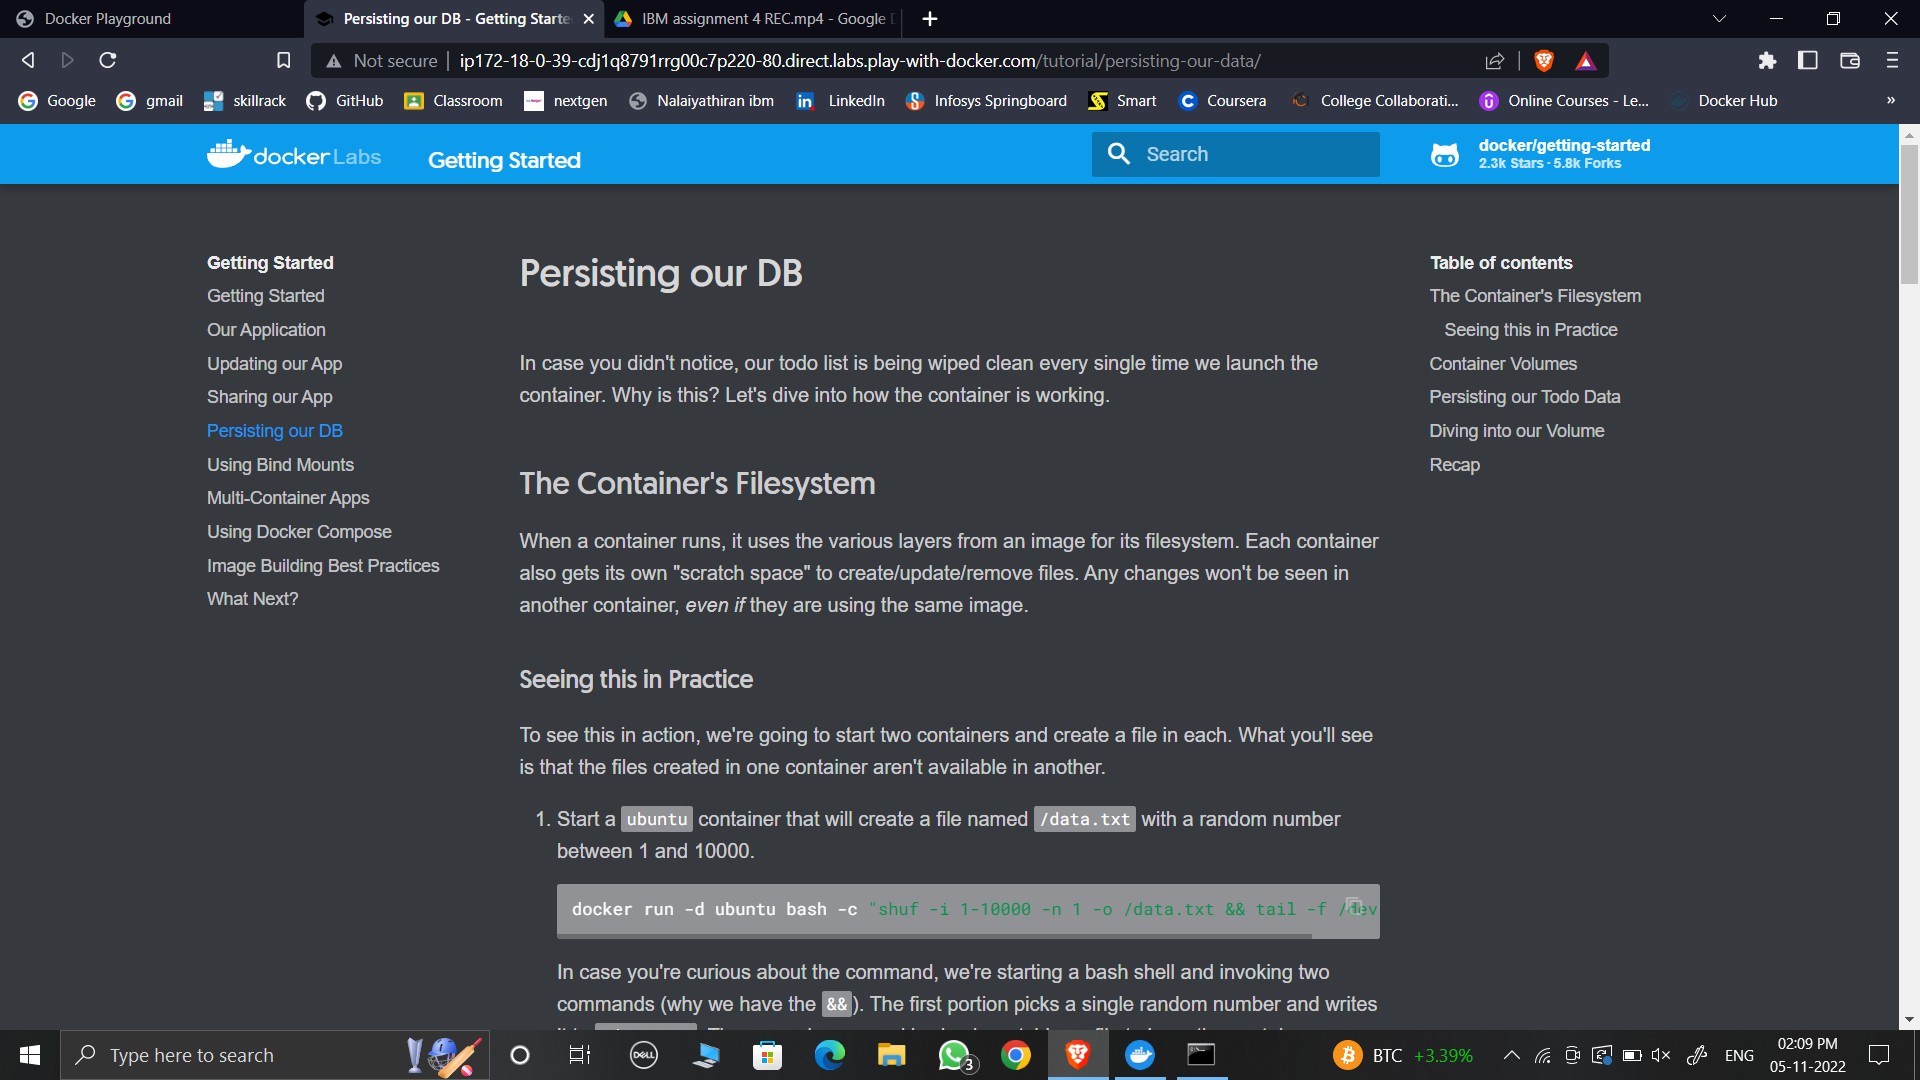 Docker Playground
Persisting our DB - Getting Starte
IBM assignment 4 REC.mp4 - Google
Not secure
ip172-18-0-39-cdj1q8791rrg00c7p220-80.direct.labs.play-with-docker.com/tutorial/persisting-our-data/
Google
gmail
skillrack
GitHub
Classroom
nextgen
Nalaiyathiran ibm
LinkedIn
Infosys Springboard
Smart
Coursera
College Collaborati...
Online Courses - Le...
Docker Hub
»
docker Labs
Getting Started
Search
docker/getting-started
2.3k Stars · 5.8k Forks
Getting Started
Getting Started
Our Application
Updating our App
Sharing our App
Persisting our DB
Using Bind Mounts
Multi-Container Apps
Using Docker Compose
Image Building Best Practices
What Next?
Persisting our DB
In case you didn't notice, our todo list is being wiped clean every single time we launch the
container. Why is this? Let's dive into how the container is working.
The Container's Filesystem
When a container runs, it uses the various layers from an image for its filesystem. Each container
also gets its own "scratch space" to create/update/remove files. Any changes won't be seen in
another container, even if they are using the same image.
Seeing this in Practice
To see this in action, we're going to start two containers and create a file in each. What you'll see
is that the files created in one container aren't available in another.
1. Start a ubuntu container that will create a file named /data.txt with a random number
between 1 and 10000.
docker run -d ubuntu bash -c "shuf -i 1-10000 -n 1 -o /data.txt && tail -f /dev
In case you're curious about the command, we're starting a bash shell and invoking two
commands (why we have the && ). The first portion picks a single random number and writes
Table of contents
The Container's Filesystem
Seeing this in Practice
Container Volumes
Persisting our Todo Data
Diving into our Volume
Recap
Type here to search
DELL
3
BTC +3.39%
ENG
02:09 PM
05-11-2022